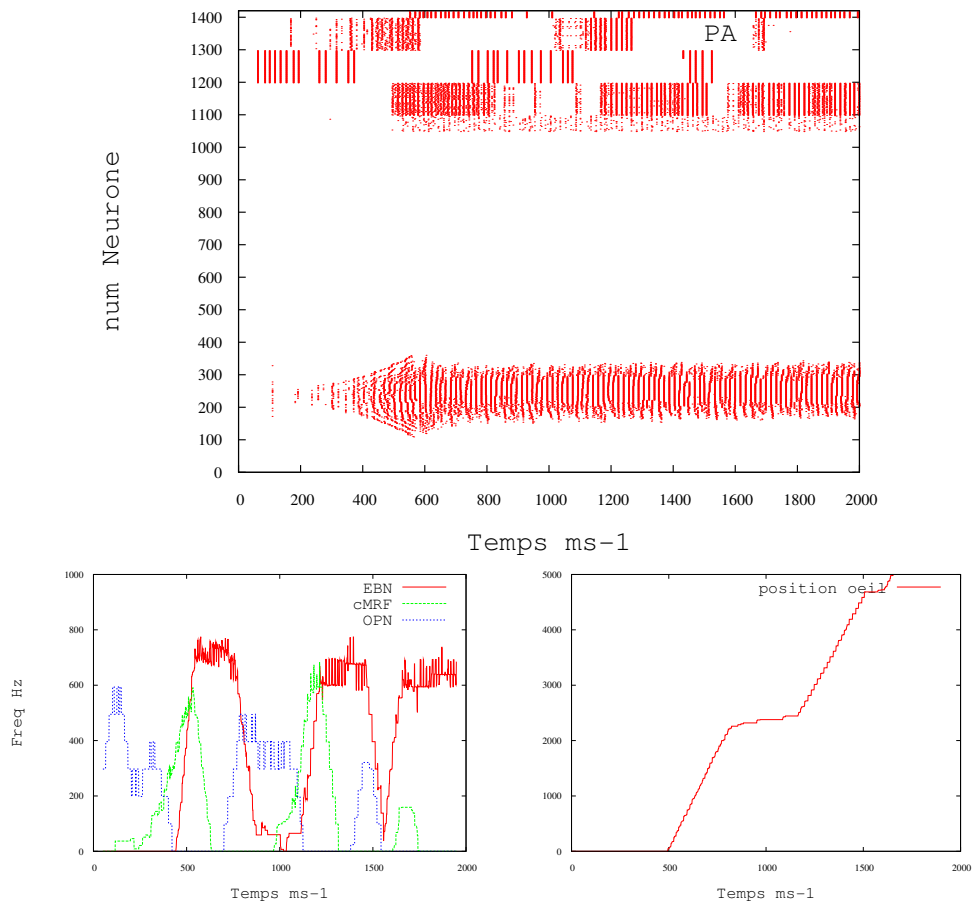 1400
1300
1200
1100
1000
900
800
700
600
500
400
300
200
100
0
num Neurone
PA
0 200 400 600 800 1000 1200 1400 1600 1800 2000
Temps ms-1
1000
800
600
400
200
0
Freq Hz
EBN
cMRF
OPN
0 500 1000 1500 2000
Temps ms-1
5000
4000
3000
2000
1000
0
position oeil
0 500 1000 1500 2000
Temps ms-1